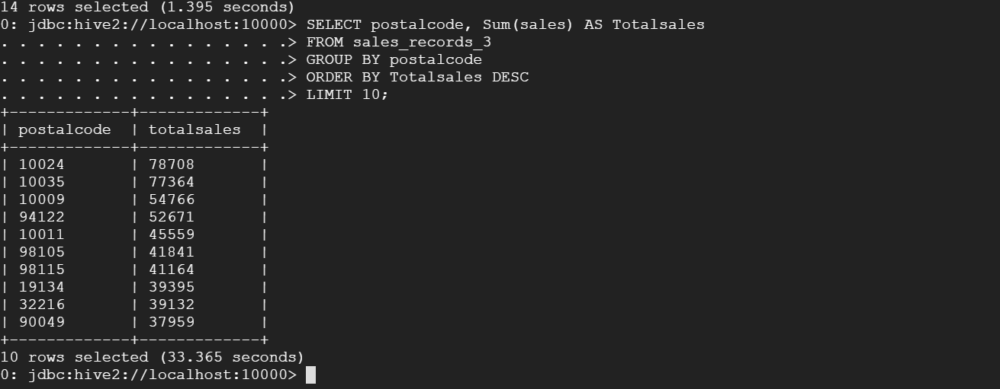 14 rows selected (1.395 seconds)
0: jdbc:hive2://localhost:10000> SELECT postalcode, Sum(sales) AS Totalsales
. . . . . . . . . . . . . . . .> FROM sales_records_3
. . . . . . . . . . . . . . . .> GROUP BY postalcode
. . . . . . . . . . . . . . . .> ORDER BY Totalsales DESC
. . . . . . . . . . . . . . . .> LIMIT 10;
+-------------+-------------+
| postalcode  | totalsales  |
+-------------+-------------+
| 10024       | 78708       |
| 10035       | 77364       |
| 10009       | 54766       |
| 94122       | 52671       |
| 10011       | 45559       |
| 98105       | 41841       |
| 98115       | 41164       |
| 19134       | 39395       |
| 32216       | 39132       |
| 90049       | 37959       |
+-------------+-------------+
10 rows selected (33.365 seconds)
0: jdbc:hive2://localhost:10000>